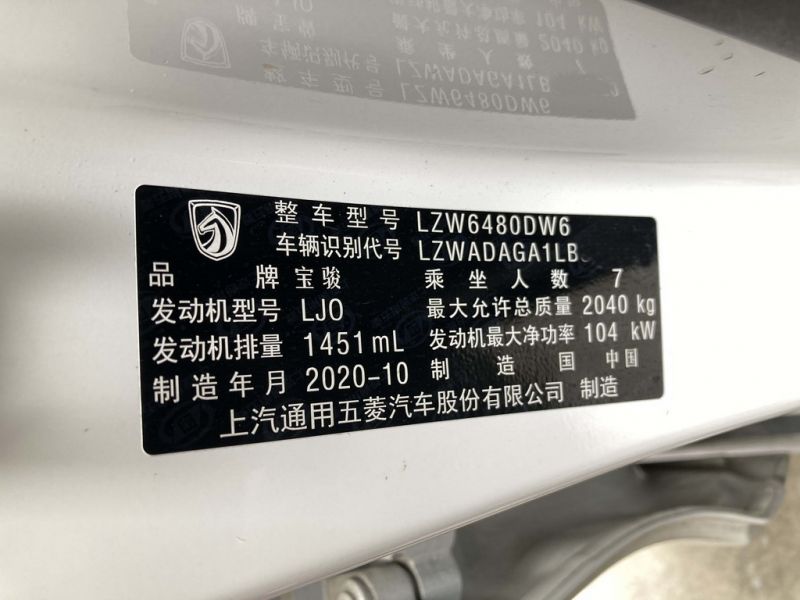 整车型号 LZW6480DW6
车辆识别代号 LZWADAGA1LB
品牌 宝骏 乘坐人数 7
发动机型号 LJO 最大允许总质量 2040 kg
发动机排量 1451mL 发动机最大净功率 104 kW
制造年月 2020-10 制造国 中国
上汽通用五菱汽车股份有限公司 制造